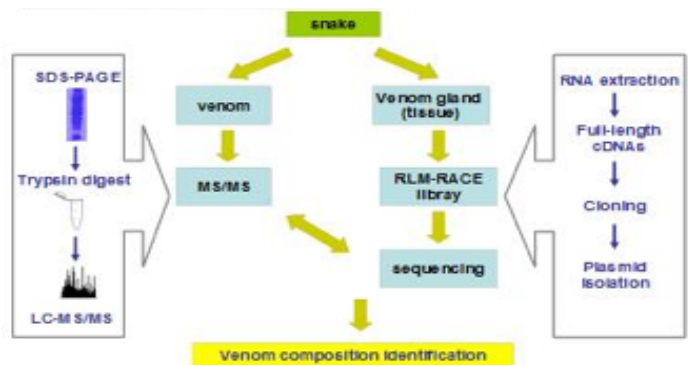 snake
SDS-PAGE
Trypsin digest
LC-MS/MS
venom
MS/MS
Venom gland
(tissue)
RLM-RACE
libray
sequencing
RNA extraction
Full-length
cDNAs
Cloning
Plasmid
isolation
Venom composition identification